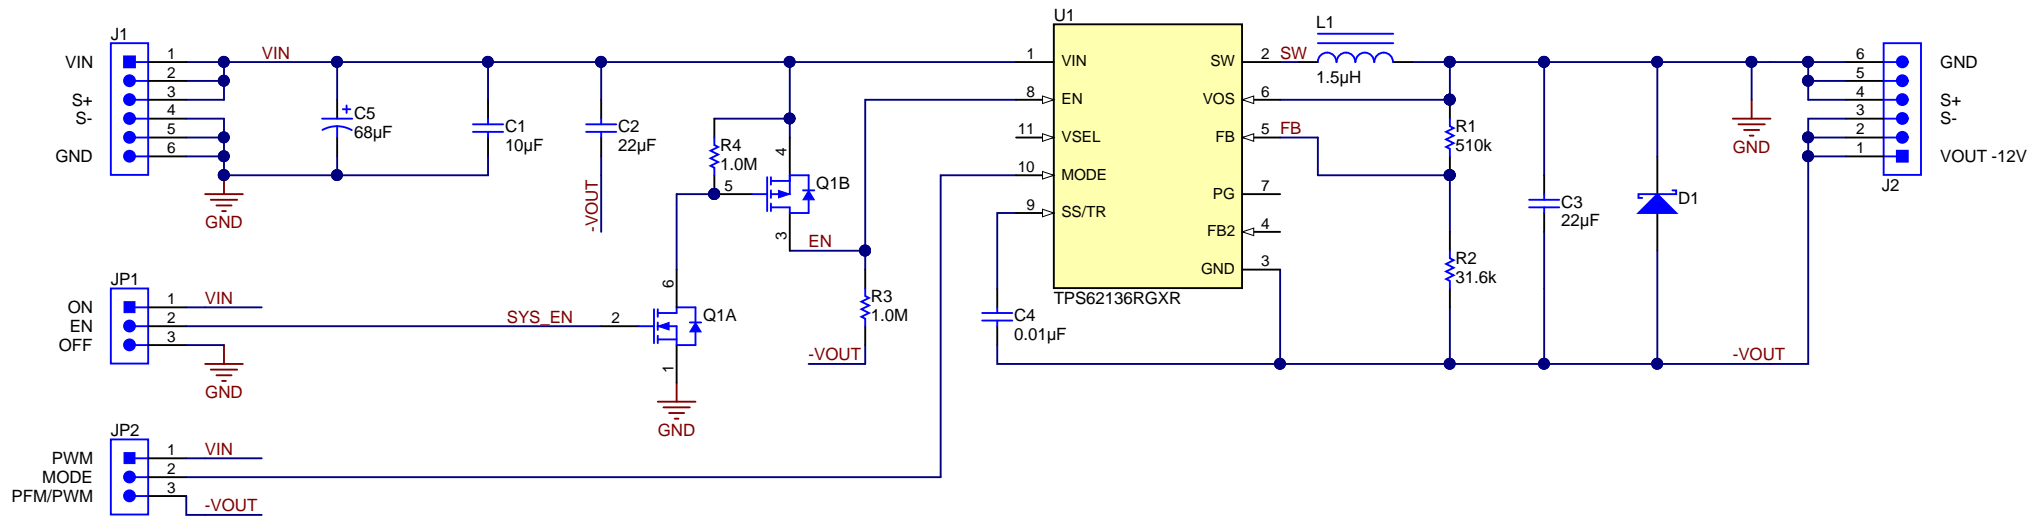 J1
VIN
S+
S-
GND
1
2
3
4
5
6
VIN
GND
+
C5
68µF
C1
10µF
C2
22µF
-VOUT
R4
1.0M
4
5
Q1B
3
EN
6
2
Q1A
1
GND
R3
1.0M
-VOUT
JP1
ON
EN
OFF
1
2
3
VIN
GND
SYS_EN
JP2
PWM
MODE
PFM/PWM
1
2
3
VIN
-VOUT
U1
1
8
11
10
9
VIN
EN
VSEL
MODE
SS/TR
SW
VOS
FB
PG
FB2
GND
2
6
5
7
4
3
TPS62136RGXR
C4
0.01µF
SW
FB
L1
1.5µH
R1
510k
R2
31.6k
C3
22µF
D1
GND
-VOUT
6
5
4
3
2
1
GND
S+
S-
VOUT -12V
J2